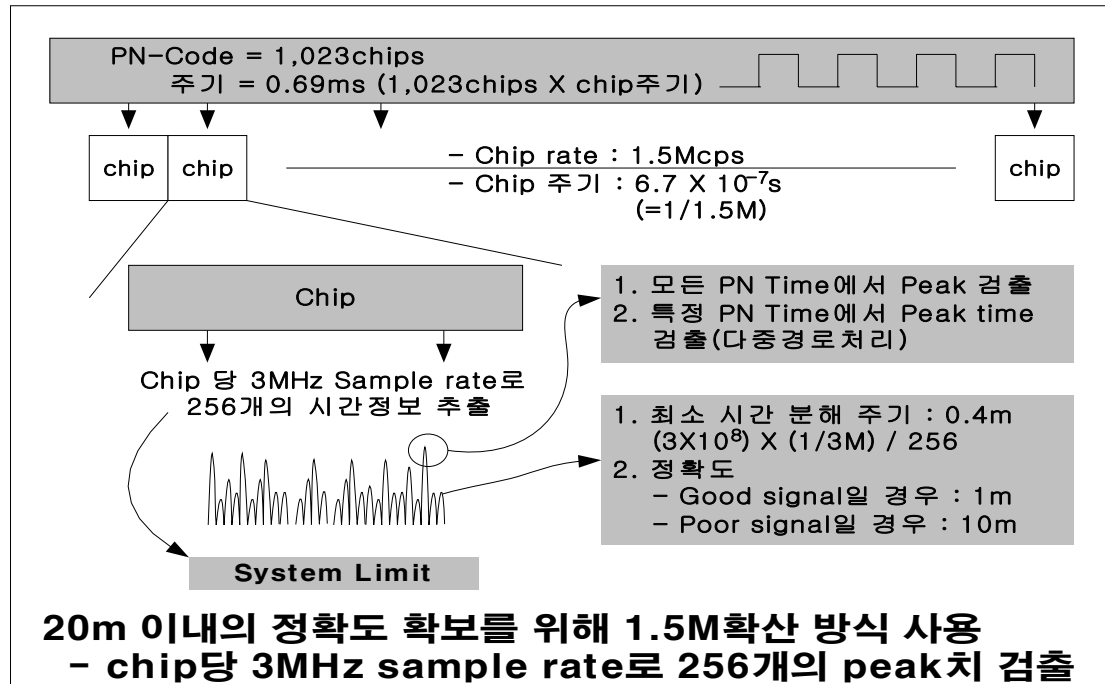 PN-Code = 1,023chips
주기 = 0.69ms (1,023chips X chip주기)
chip
chip
- Chip rate : 1.5Mcps
- Chip 주기 : 6.7 X 10⁻⁷s
(=1/1.5M)
chip
Chip
Chip 당 3MHz Sample rate로
256개의 시간정보 추출
1. 모든 PN Time에서 Peak 검출
2. 특정 PN Time에서 Peak time
검출(다중경로처리)
1. 최소 시간 분해 주기 : 0.4m
(3X10⁸) X (1/3M) / 256
2. 정확도
- Good signal일 경우 : 1m
- Poor signal일 경우 : 10m
System Limit
20m 이내의 정확도 확보를 위해 1.5M확산 방식 사용
- chip당 3MHz sample rate로 256개의 peak치 검출